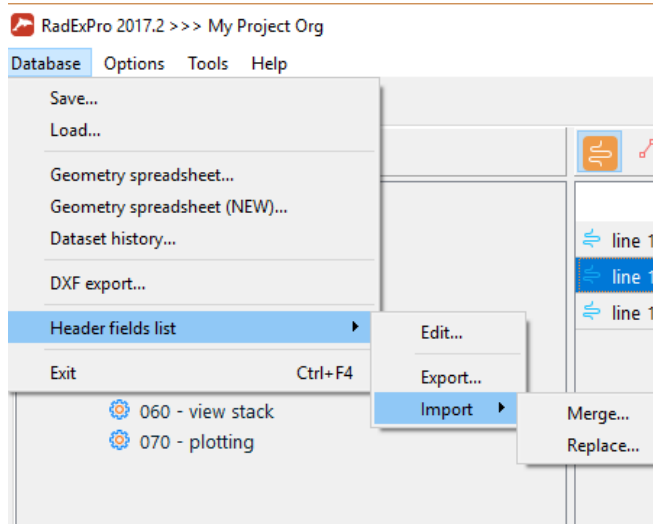 RadExPro 2017.2 >>> My Project Org
Database Options Tools Help
Save...
Load...
Geometry spreadsheet...
Geometry spreadsheet (NEW)...
Dataset history...
DXF export...
Header fields list
Exit Ctrl+F4
Edit...
Export...
Import
Merge...
Replace...
060 - view stack
070 - plotting
line 1
line 1
line 1